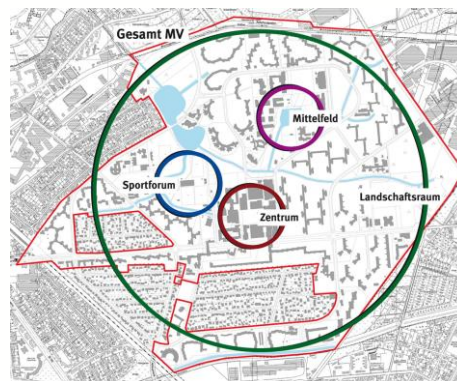 Gesamt MV
Mittelfeld
Sportforum
Landschaftsraum
Zentrum